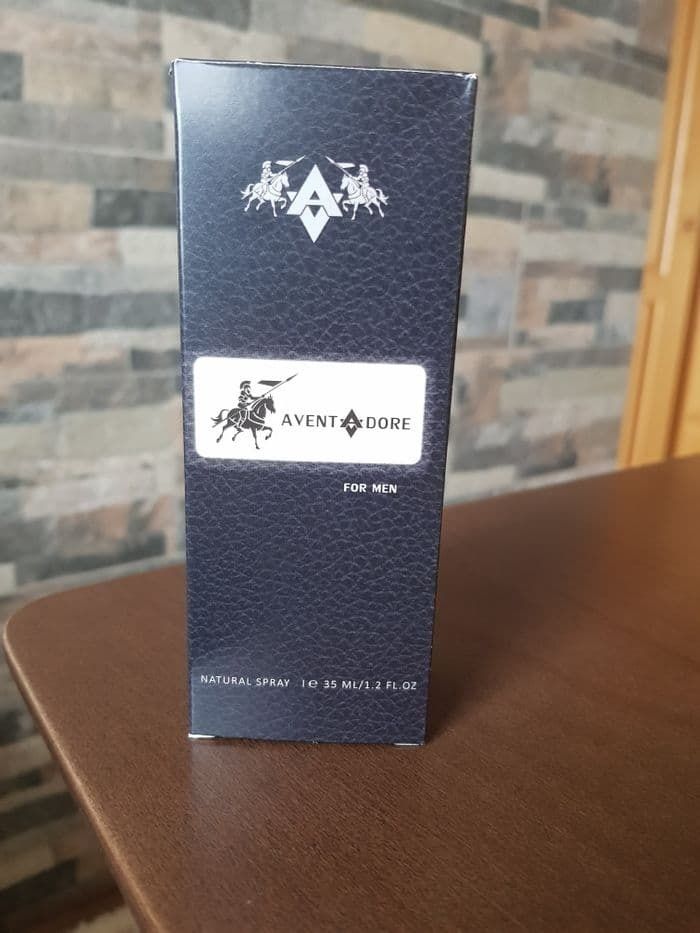 A
AVENTADORE
FOR MEN
NATURAL SPRAY | ℮ 35 ML/1.2 FL.OZ